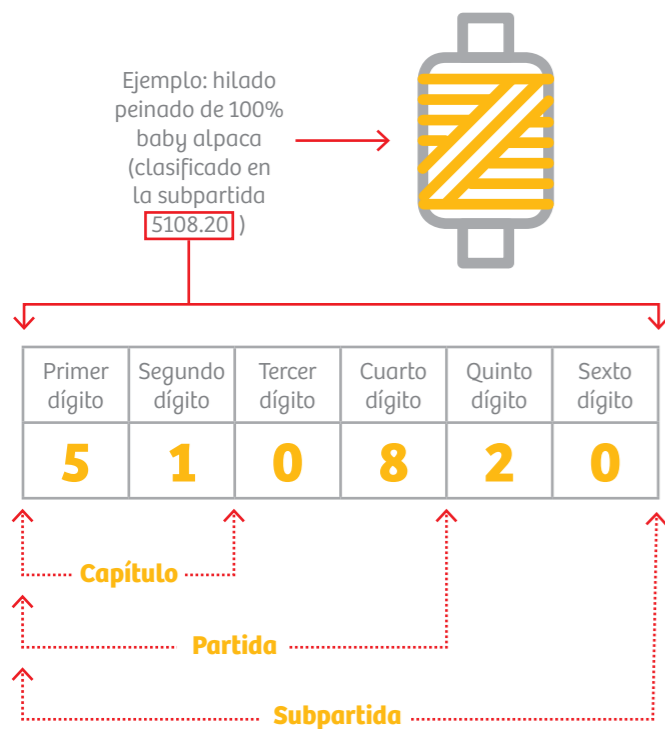 Ejemplo: hilado
peinado de 100%
baby alpaca
(clasificado en
la subpartida
5108.20 )
Primer dígito
Segundo dígito
Tercer dígito
Cuarto dígito
Quinto dígito
Sexto dígito
5 1 0 8 2 0
Capítulo
Partida
Subpartida